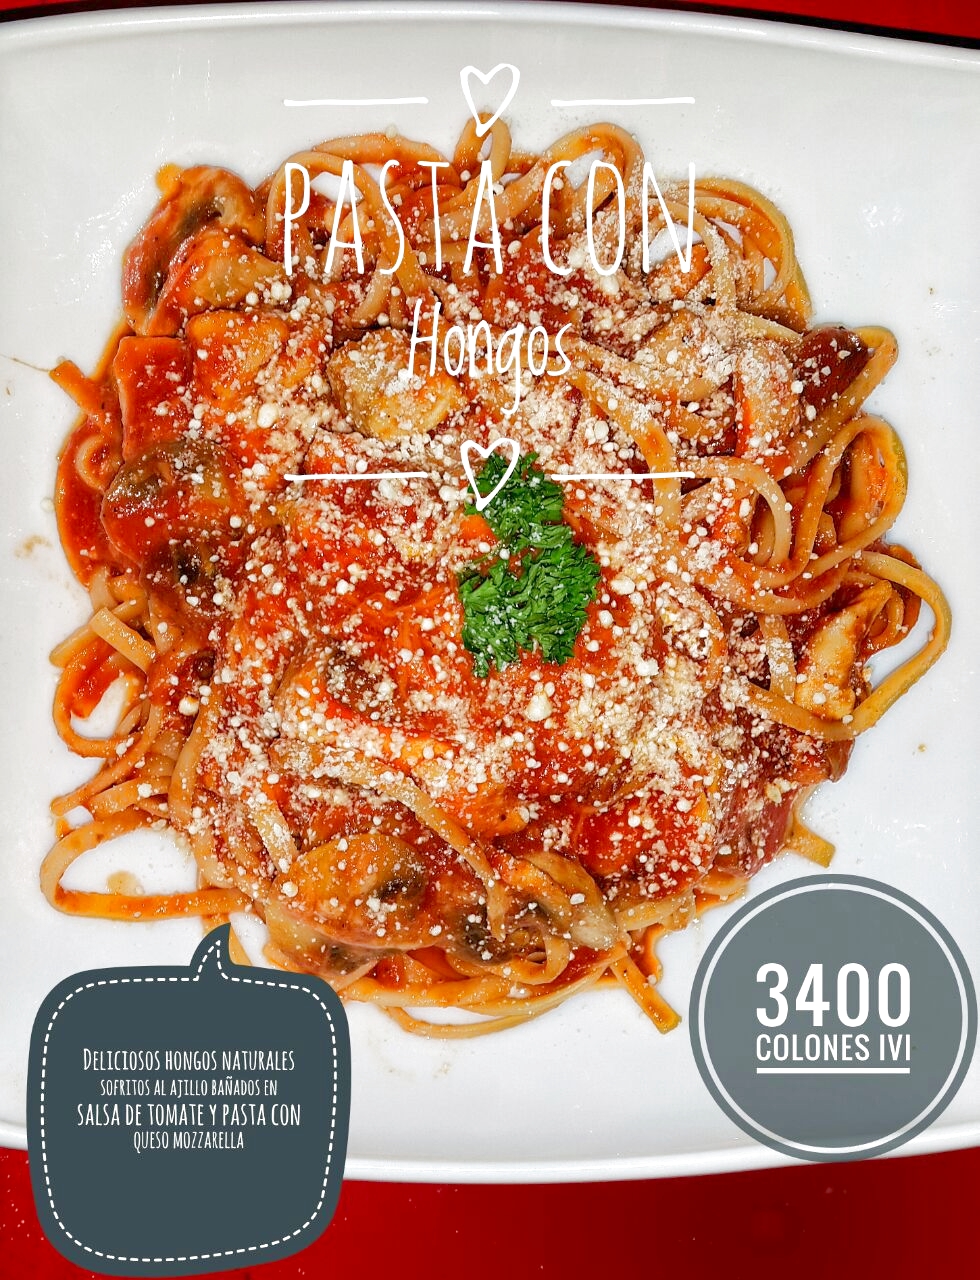 PASTA CON
Hongos
Deliciosos hongos naturales
sofritos al ajillo bañados en
salsa de tomate y pasta con
queso mozzarella
3400
COLONES IVI